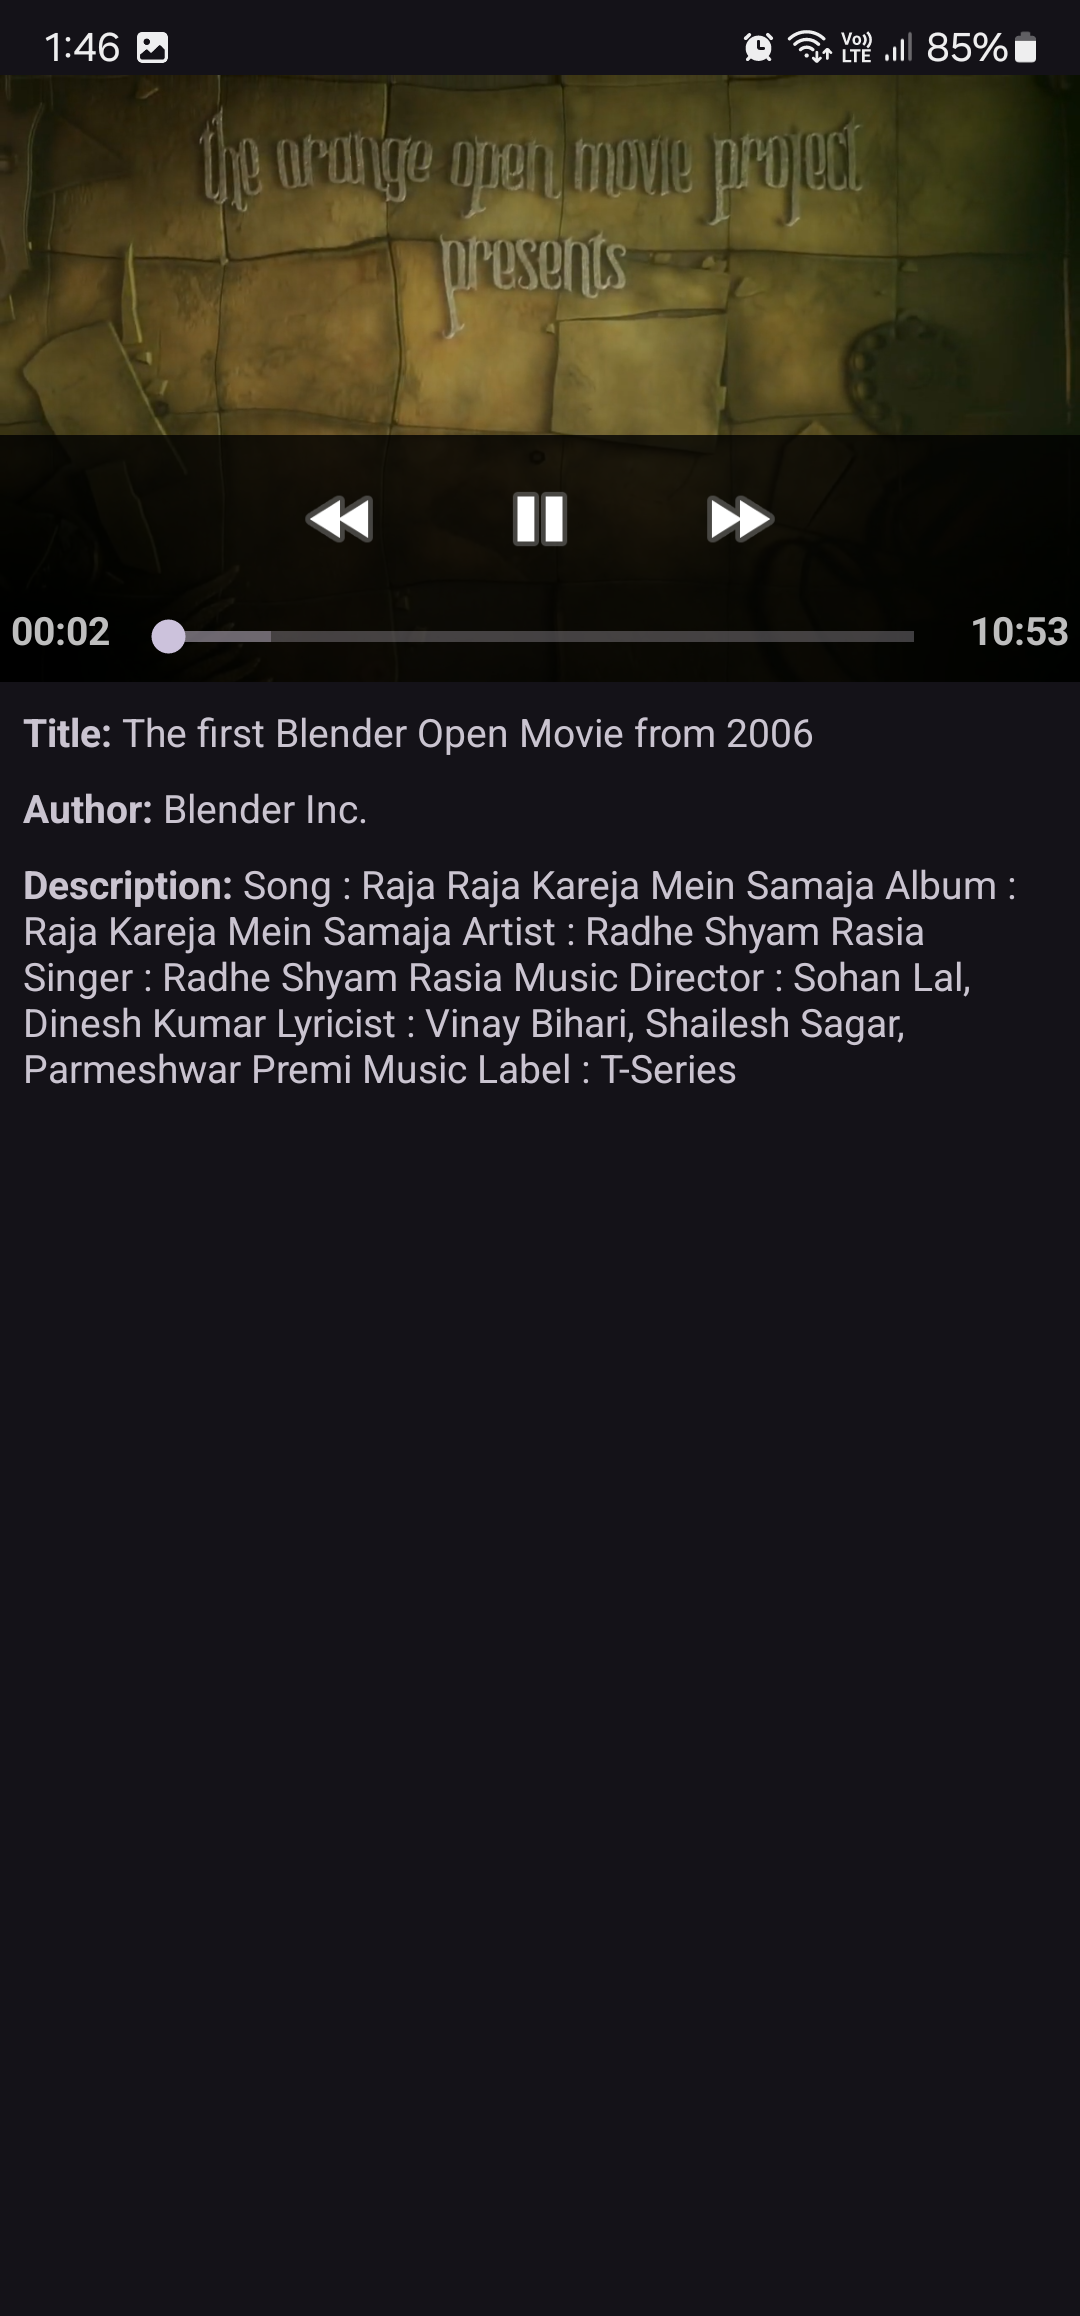 1:46
Vo)) LTE
85%
the orange open movie project
presents
00:02
10:53
Title: The first Blender Open Movie from 2006
Author: Blender Inc.
Description: Song : Raja Raja Kareja Mein Samaja Album :
Raja Kareja Mein Samaja Artist : Radhe Shyam Rasia
Singer : Radhe Shyam Rasia Music Director : Sohan Lal,
Dinesh Kumar Lyricist : Vinay Bihari, Shailesh Sagar,
Parmeshwar Premi Music Label : T-Series